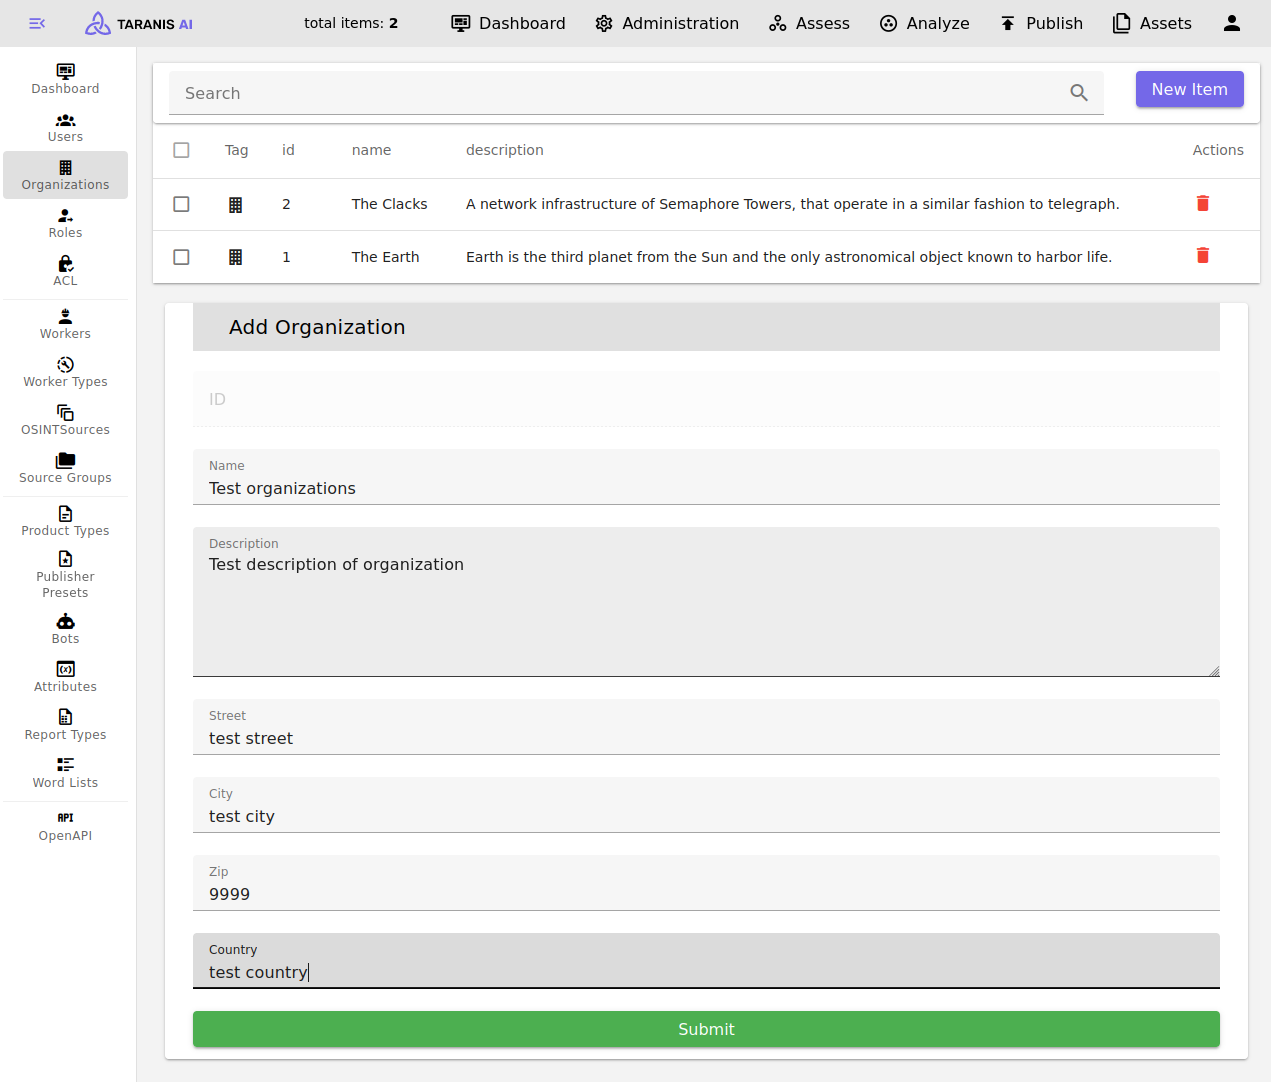 TARANIS AI
total items: 2
Dashboard
Administration
Assess
Analyze
Publish
Assets
Dashboard
Users
Organizations
Roles
ACL
Workers
Worker Types
OSINTSources
Source Groups
Product Types
Publisher
Presets
Bots
Attributes
Report Types
Word Lists
API
OpenAPI
Search
New Item
Tag id name description Actions
2 The Clacks A network infrastructure of Semaphore Towers, that operate in a similar fashion to telegraph.
1 The Earth Earth is the third planet from the Sun and the only astronomical object known to harbor life.
Add Organization
ID
Name
Test organizations
Description
Test description of organization
Street
test street
City
test city
Zip
9999
Country
test country
Submit